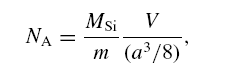 N_A = \frac{M_{Si}}{m} \frac{V}{(a^3/8)},